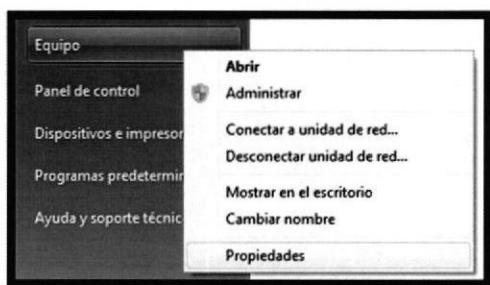 Equipo
Panel de control
Dispositivos e impresor
Programas predetermin
Ayuda y soporte técnic
Abrir
Administrar
Conectar a unidad de red...
Desconectar unidad de red...
Mostrar en el escritorio
Cambiar nombre
Propiedades